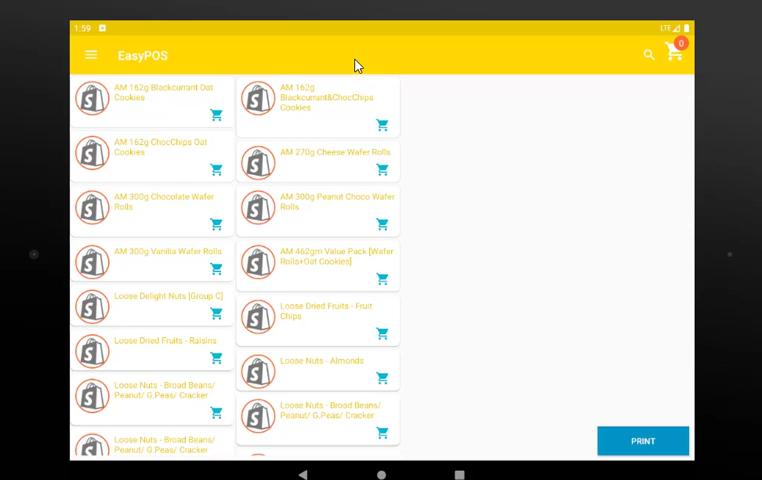 1:59
LTE
EasyPOS
0
AM 162g Blackcurrant Oat
Cookies
AM 162g
Blackcurrant&ChocChips
Cookies
AM 162g ChocChips Oat
Cookies
AM 270g Cheese Wafer Rolls
AM 300g Chocolate Wafer
Rolls
AM 300g Peanut Choco Wafer
Rolls
AM 300g Vanilla Wafer Rolls
AM 462gm Value Pack [Wafer
Rolls+Oat Cookies]
Loose Delight Nuts [Group C]
Loose Dried Fruits - Fruit
Chips
Loose Dried Fruits - Raisins
Loose Nuts - Almonds
Loose Nuts - Broad Beans/
Peanut/ G.Peas/ Cracker
Loose Nuts - Broad Beans/
Peanut/ G.Peas/ Cracker
Loose Nuts - Broad Beans/
Peanut/ G.Peas/ Cracker
PRINT